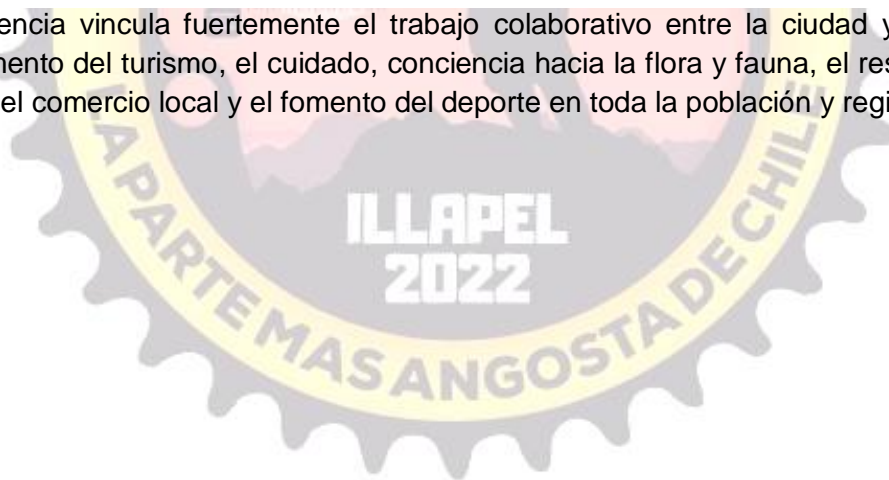 encia vincula fuertemente el trabajo colaborativo entre la ciudad y
ento del turismo, el cuidado, conciencia hacia la flora y fauna, el res
el comercio local y el fomento del deporte en toda la población y regi
ILLAPEL
2022
LA PARTE MAS ANGOSTA DE CHILE